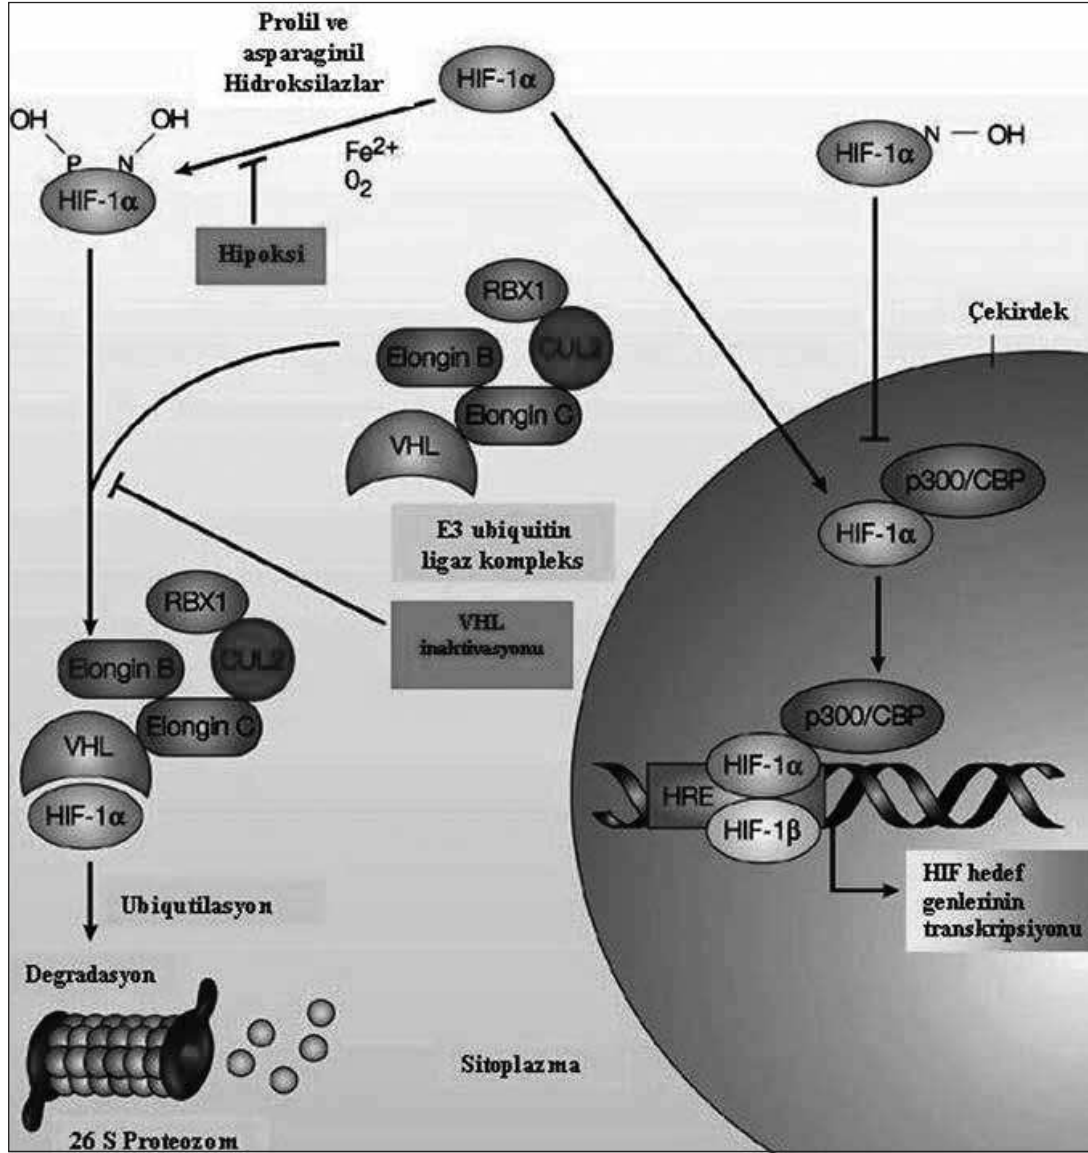 Prolil ve
asparaginil
Hidroksilazlar
HIF-1α
OH
OH
P
N
HIF-1α
Fe2+
O2
Hipoksi
N — OH
HIF-1α
RBX1
Elongin B
CUL2
Elongin C
VHL
Çekirdek
p300/CBP
HIF-1α
E3 ubiquitin
ligaz kompleks
VHL
inaktivasyonu
RBX1
Elongin B
CUL2
Elongin C
VHL
HIF-1α
p300/CBP
HIF-1α
HRE
HIF-1β
HIF hedef
genlerinin
transkripsiyonu
Ubiqutilasyon
Degradasyon
Sitoplazma
26 S Proteozom